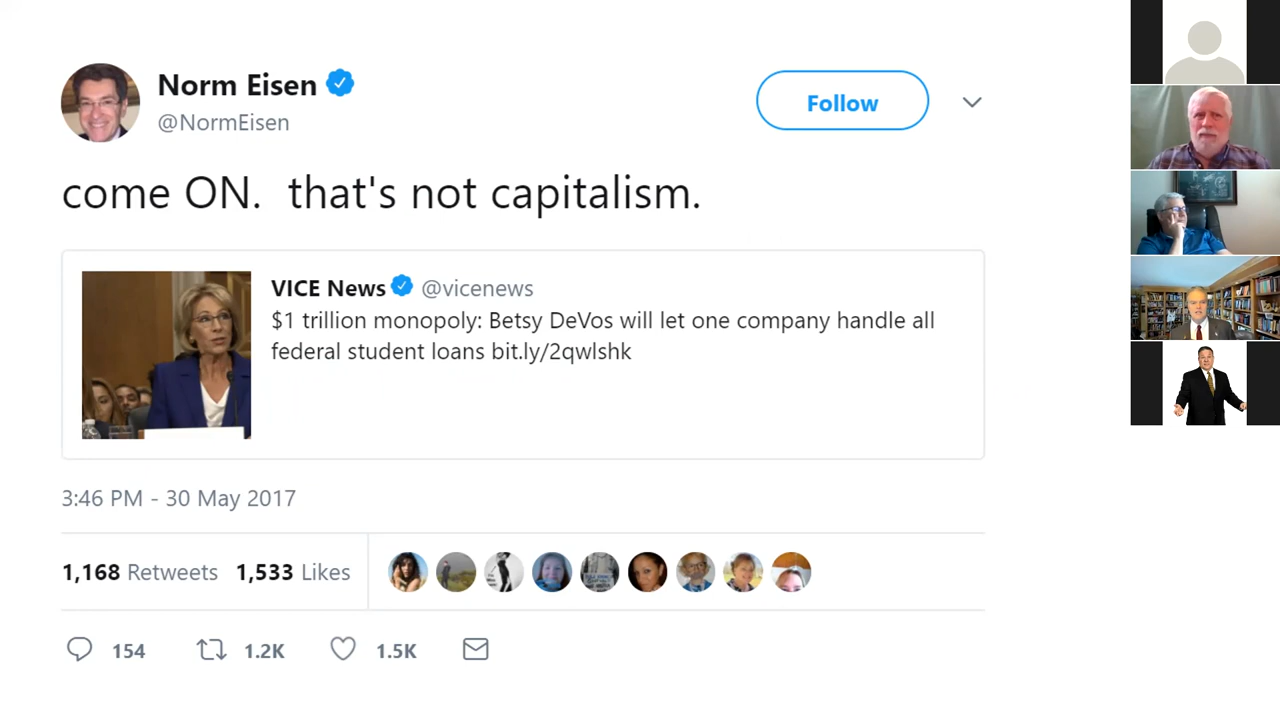 Norm Eisen
Follow
@NormEisen
come ON.  that's not capitalism.
VICE News @vicenews
$1 trillion monopoly: Betsy DeVos will let one company handle all
federal student loans bit.ly/2qwlshk
3:46 PM - 30 May 2017
1,168 Retweets 1,533 Likes
154 1.2K 1.5K